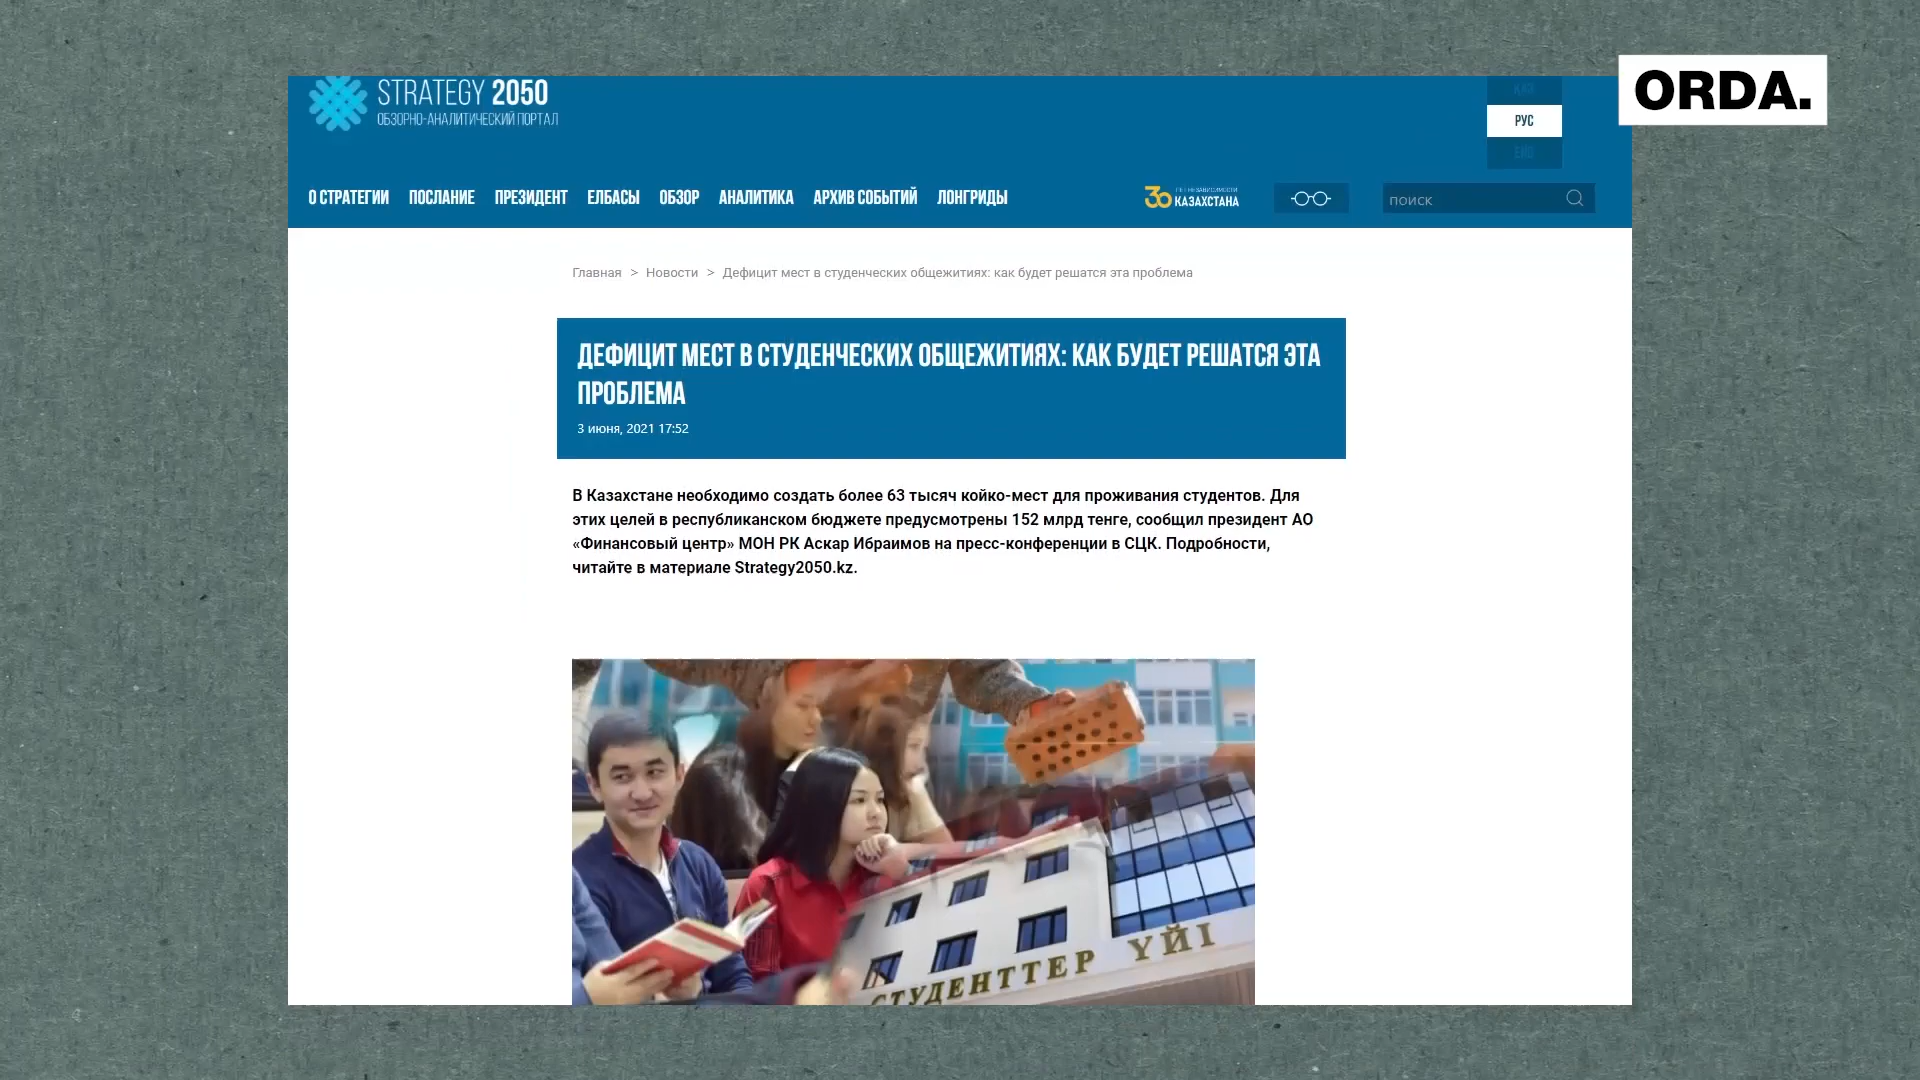 STRATEGY 2050
ОБЗОРНО-АНАЛИТИЧЕСКИЙ ПОРТАЛ
ORDA.
РУС
О СТРАТЕГИИ ПОСЛАНИЕ ПРЕЗИДЕНТ ЕЛБАСЫ ОБЗОР АНАЛИТИКА АРХИВ СОБЫТИЙ ЛОНГРИДЫ
30 ЛЕТ НЕЗАВИСИМОСТИ
КАЗАХСТАНА
ПОИСК
Главная > Новости > Дефицит мест в студенческих общежитиях: как будет решатся эта проблема
ДЕФИЦИТ МЕСТ В СТУДЕНЧЕСКИХ ОБЩЕЖИТИЯХ: КАК БУДЕТ РЕШАТСЯ ЭТА
ПРОБЛЕМА
3 июня, 2021 17:52
В Казахстане необходимо создать более 63 тысяч койко-мест для проживания студентов. Для
этих целей в республиканском бюджете предусмотрены 152 млрд тенге, сообщил президент АО
«Финансовый центр» МОН РК Аскар Ибраимов на пресс-конференции в СЦК. Подробности,
читайте в материале Strategy2050.kz.
СТУДЕНТТЕР ҮЙІ